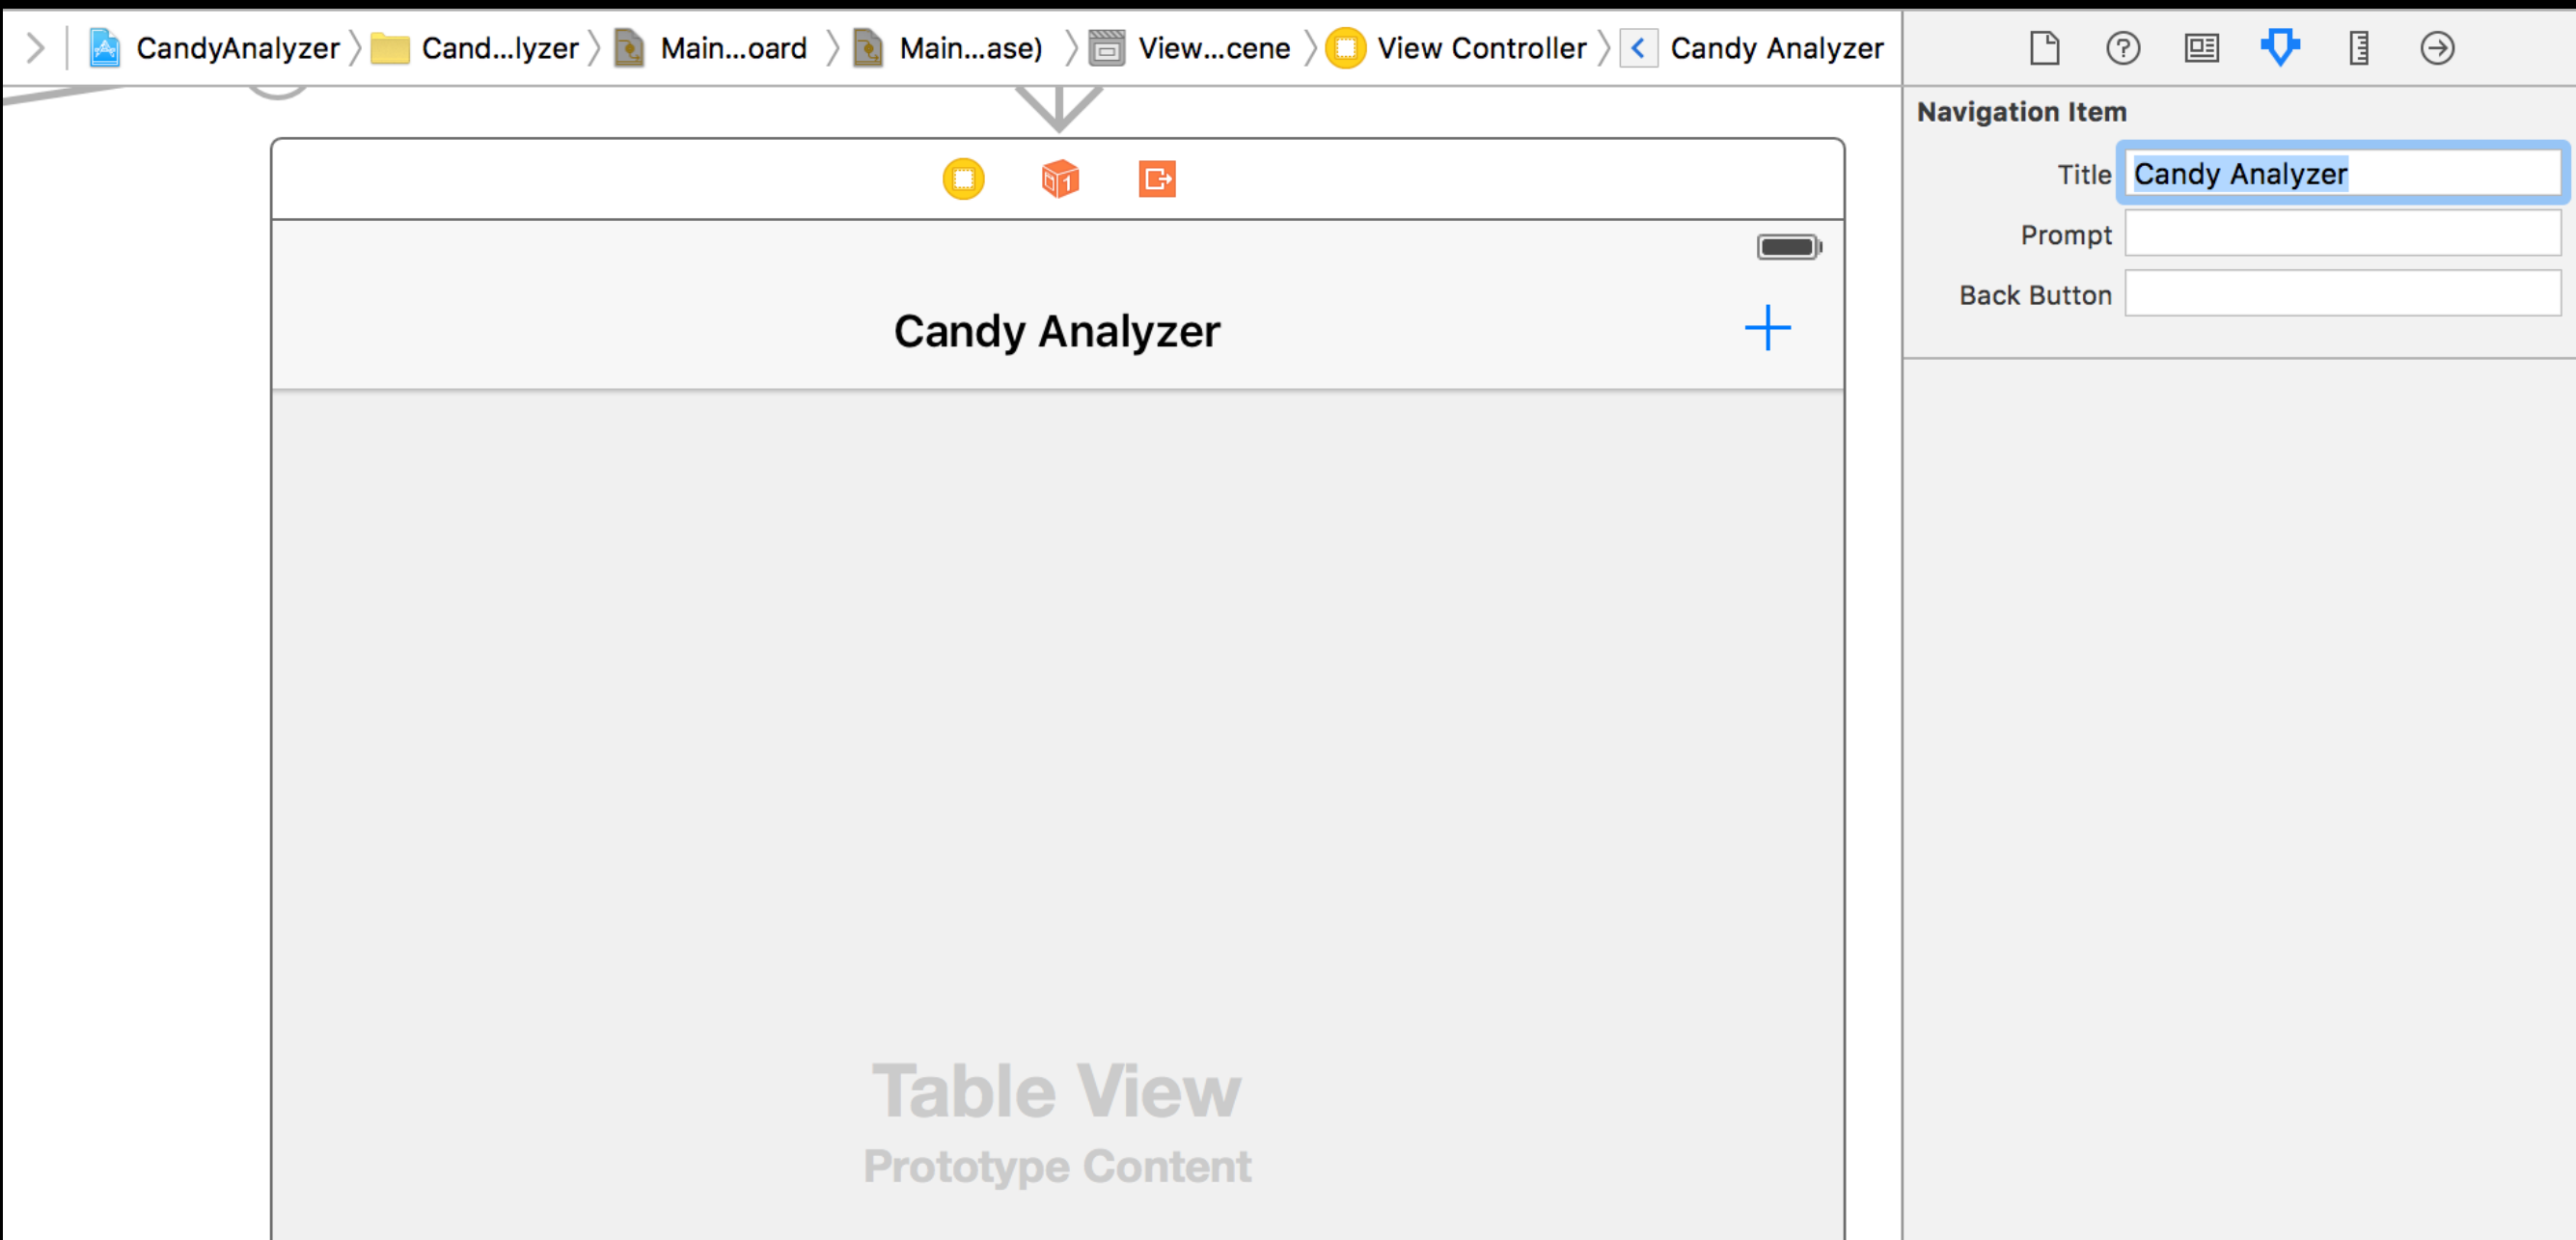 CandyAnalyzer Cand...lyzer Main...oard Main...ase) View...cene View Controller Candy Analyzer
Navigation Item
Title Candy Analyzer
Prompt
Back Button
1
Candy Analyzer
Table View
Prototype Content